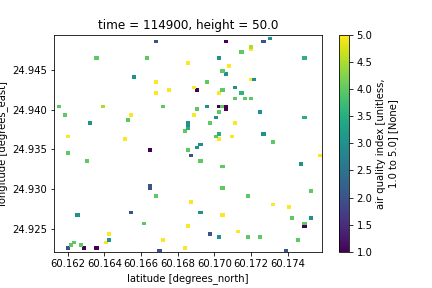 time = 114900, height = 50.0
longitude [degrees_east]
24.945
24.940
24.935
24.930
24.925
60.162 60.164 60.166 60.168 60.170 60.172 60.174
latitude [degrees_north]
5.0
4.5
4.0
3.5
3.0
2.5
2.0
1.5
1.0
air quality index [unitless,
1.0 to 5.0] [None]